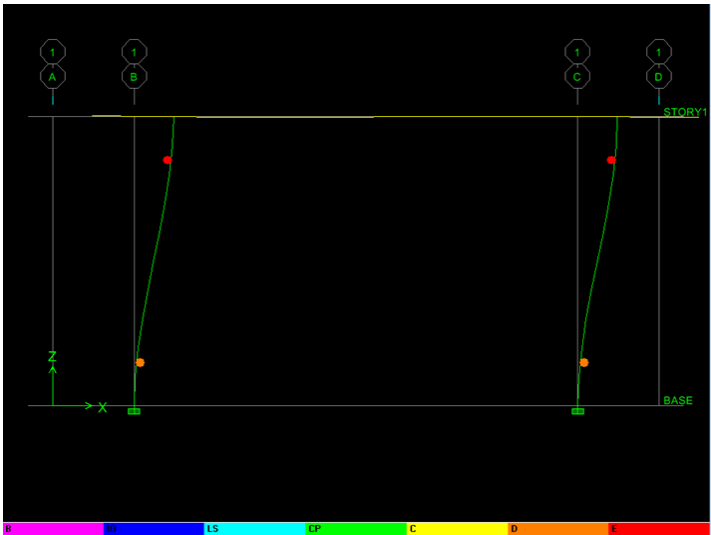 1 1 1 1
A B C D
STORY1
Z
X
BASE
B IO LS CP C D E